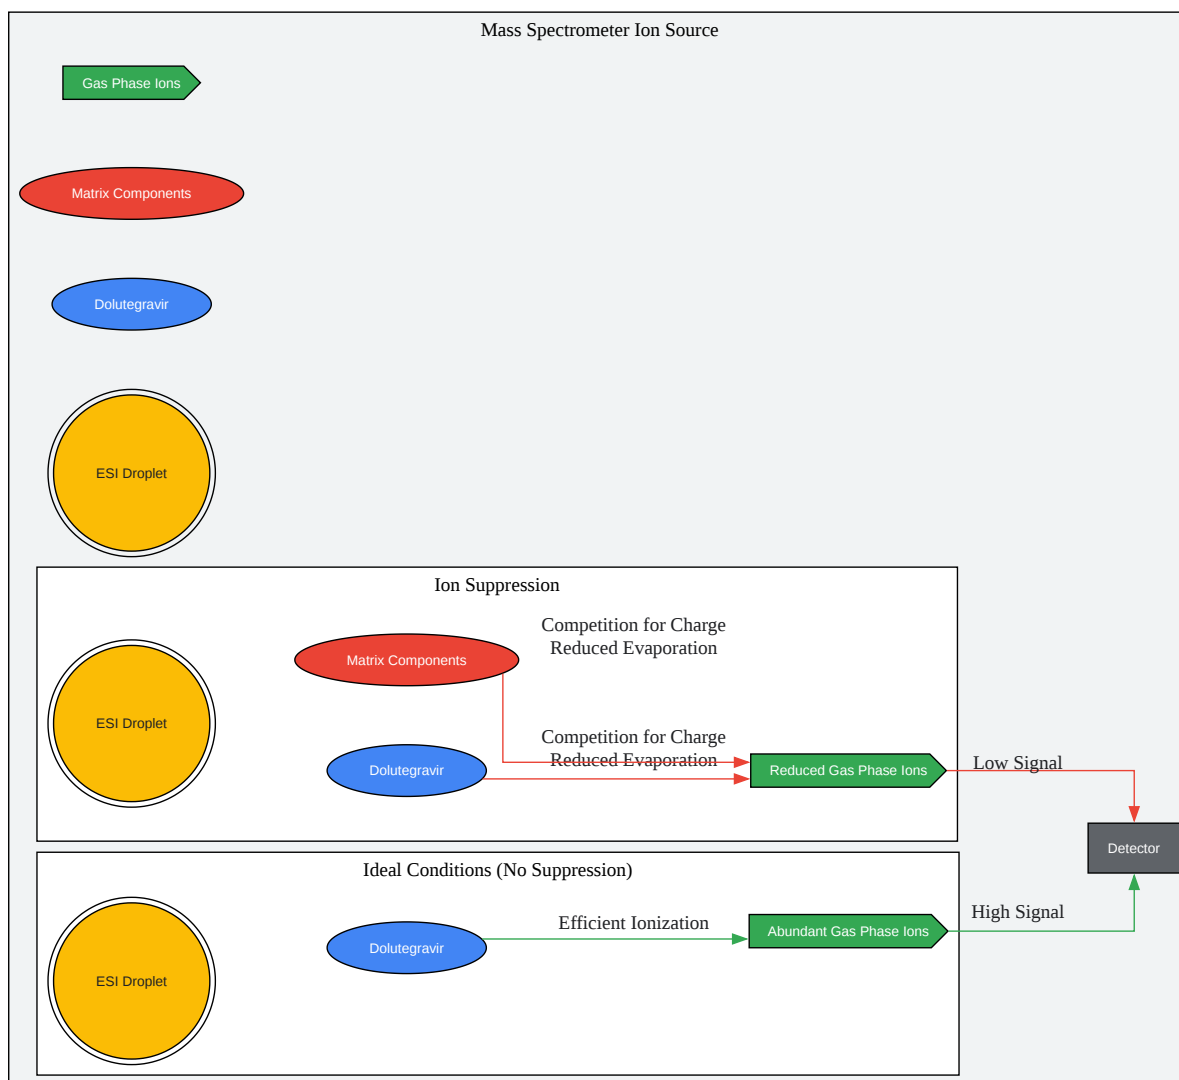 Mass Spectrometer Ion Source
Gas Phase Ions
Matrix Components
Dolutegravir
ESI Droplet
Ion Suppression
Competition for Charge
Reduced Evaporation
Matrix Components
ESI Droplet
Competition for Charge
Reduced Evaporation
Dolutegravir
Reduced Gas Phase Ions
Low Signal
Detector
Ideal Conditions (No Suppression)
High Signal
Efficient Ionization
Abundant Gas Phase Ions
Dolutegravir
ESI Droplet